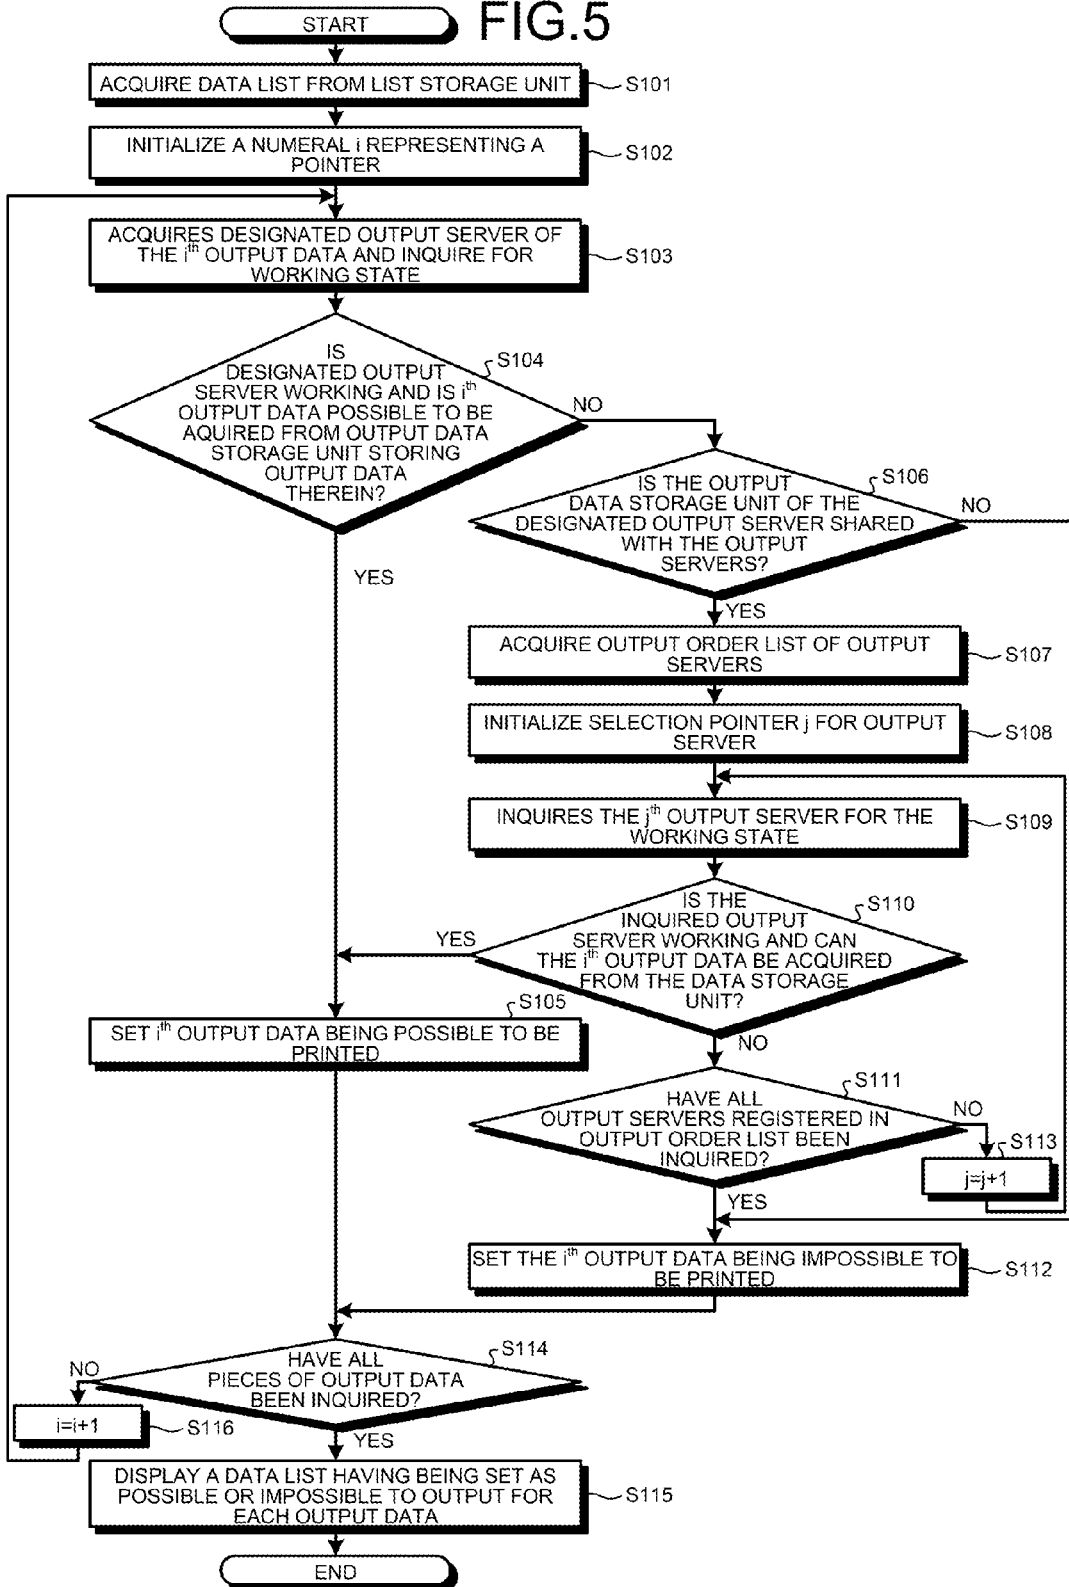 FIG.5
START
ACQUIRE DATA LIST FROM LIST STORAGE UNIT
S101
INITIALIZE A NUMERAL i REPRESENTING A
POINTER
S102
ACQUIRES DESIGNATED OUTPUT SERVER OF
THE ith OUTPUT DATA AND INQUIRE FOR
WORKING STATE
S103
IS
DESIGNATED OUTPUT
SERVER WORKING AND IS ith
OUTPUT DATA POSSIBLE TO BE
AQUIRED FROM OUTPUT DATA
STORAGE UNIT STORING
OUTPUT DATA
THEREIN?
S104
NO
YES
IS THE OUTPUT
DATA STORAGE UNIT OF THE
DESIGNATED OUTPUT SERVER SHARED
WITH THE OUTPUT
SERVERS?
S106
NO
YES
ACQUIRE OUTPUT ORDER LIST OF OUTPUT
SERVERS
S107
INITIALIZE SELECTION POINTER j FOR OUTPUT
SERVER
S108
INQUIRES THE jth OUTPUT SERVER FOR THE
WORKING STATE
S109
IS THE
INQUIRED OUTPUT
SERVER WORKING AND CAN
THE ith OUTPUT DATA BE ACQUIRED
FROM THE DATA STORAGE
UNIT?
S110
YES
NO
S105
SET ith OUTPUT DATA BEING POSSIBLE TO BE
PRINTED
HAVE ALL
OUTPUT SERVERS REGISTERED IN
OUTPUT ORDER LIST BEEN
INQUIRED?
S111
NO
S113
j=j+1
YES
SET THE ith OUTPUT DATA BEING IMPOSSIBLE TO
BE PRINTED
S112
HAVE ALL
PIECES OF OUTPUT DATA
BEEN INQUIRED?
S114
NO
i=i+1
S116
YES
DISPLAY A DATA LIST HAVING BEING SET AS
POSSIBLE OR IMPOSSIBLE TO OUTPUT FOR
EACH OUTPUT DATA
S115
END